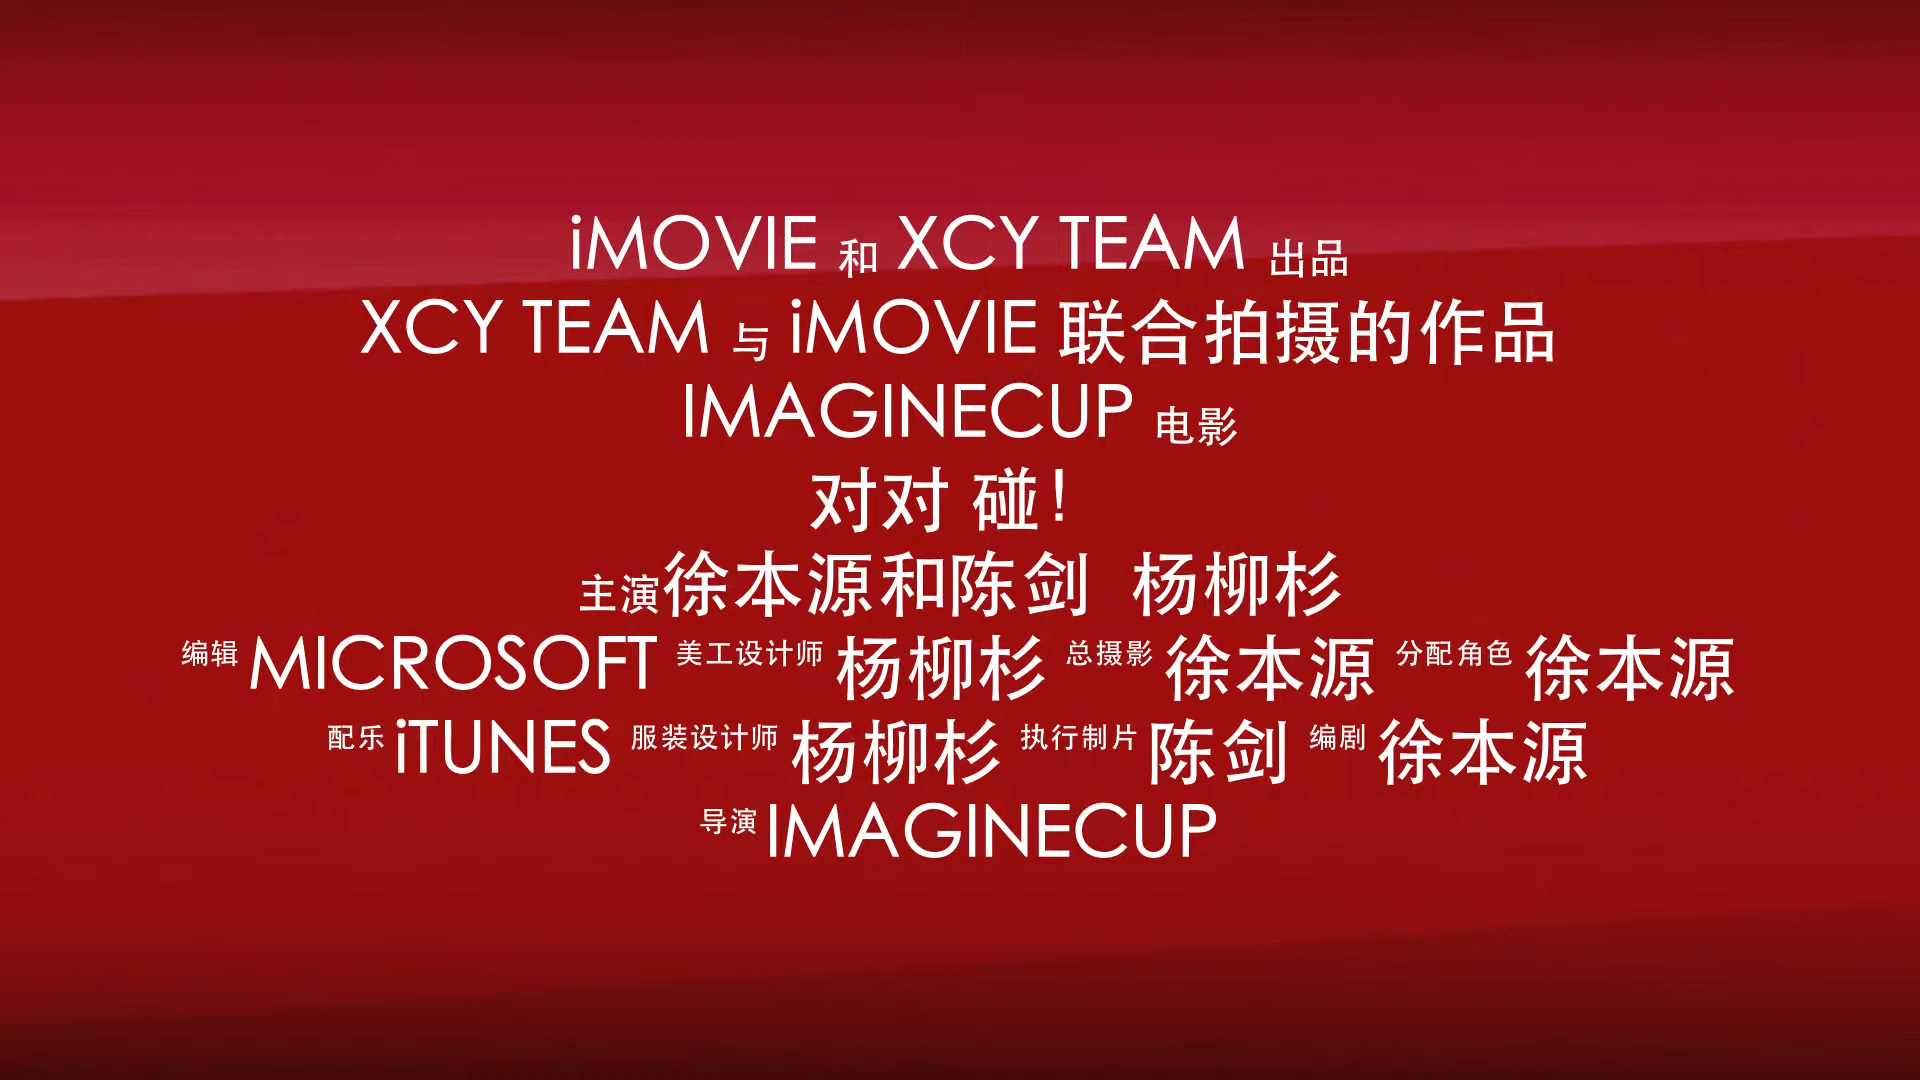 iMOVIE 和 XCY TEAM 出品
XCY TEAM 与 iMOVIE 联合拍摄的作品
IMAGINECUP 电影
对对 碰!
主演徐本源和陈剑 杨柳杉
编辑 MICROSOFT 美工设计师 杨柳杉 总摄影 徐本源 分配角色 徐本源
配乐 iTUNES 服装设计师 杨柳杉 执行制片 陈剑 编剧 徐本源
导演 IMAGINECUP